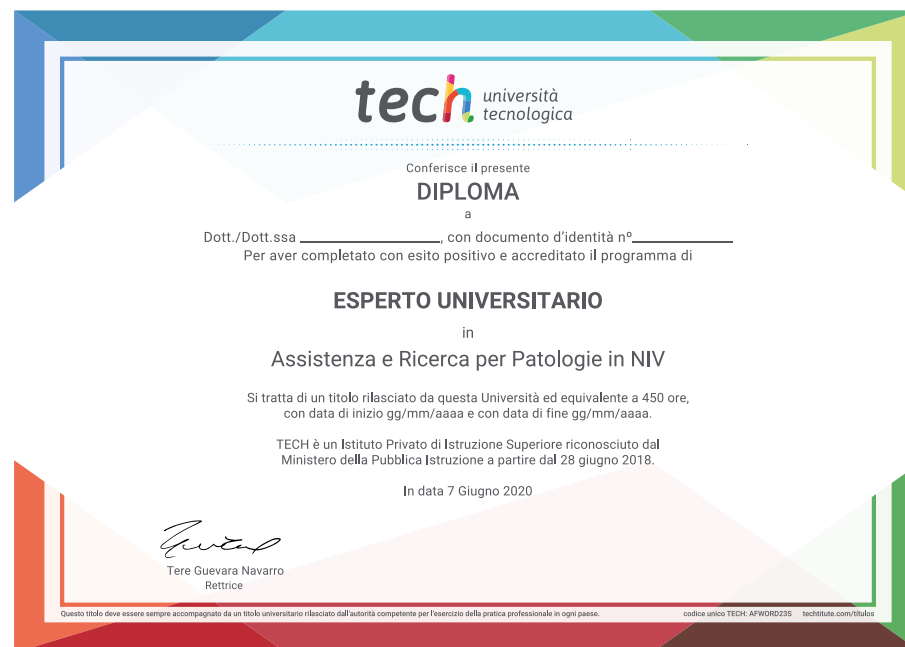 tech università
tecnologica
Conferisce il presente
DIPLOMA
a
Dott./Dott.ssa ____________________, con documento d'identità nº______________
Per aver completato con esito positivo e accreditato il programma di
ESPERTO UNIVERSITARIO
in
Assistenza e Ricerca per Patologie in NIV
Si tratta di un titolo rilasciato da questa Università ed equivalente a 450 ore,
con data di inizio gg/mm/aaaa e con data di fine gg/mm/aaaa.
TECH è un Istituto Privato di Istruzione Superiore riconosciuto dal
Ministero della Pubblica Istruzione a partire dal 28 giugno 2018.
In data 7 Giugno 2020
Tere Guevara Navarro
Rettrice
Questo titolo deve essere sempre accompagnato da un titolo universitario rilasciato dall'autorità competente per l'esercizio della pratica professionale in ogni paese. codice unico TECH: AFWORD23S techtitute.com/titulos